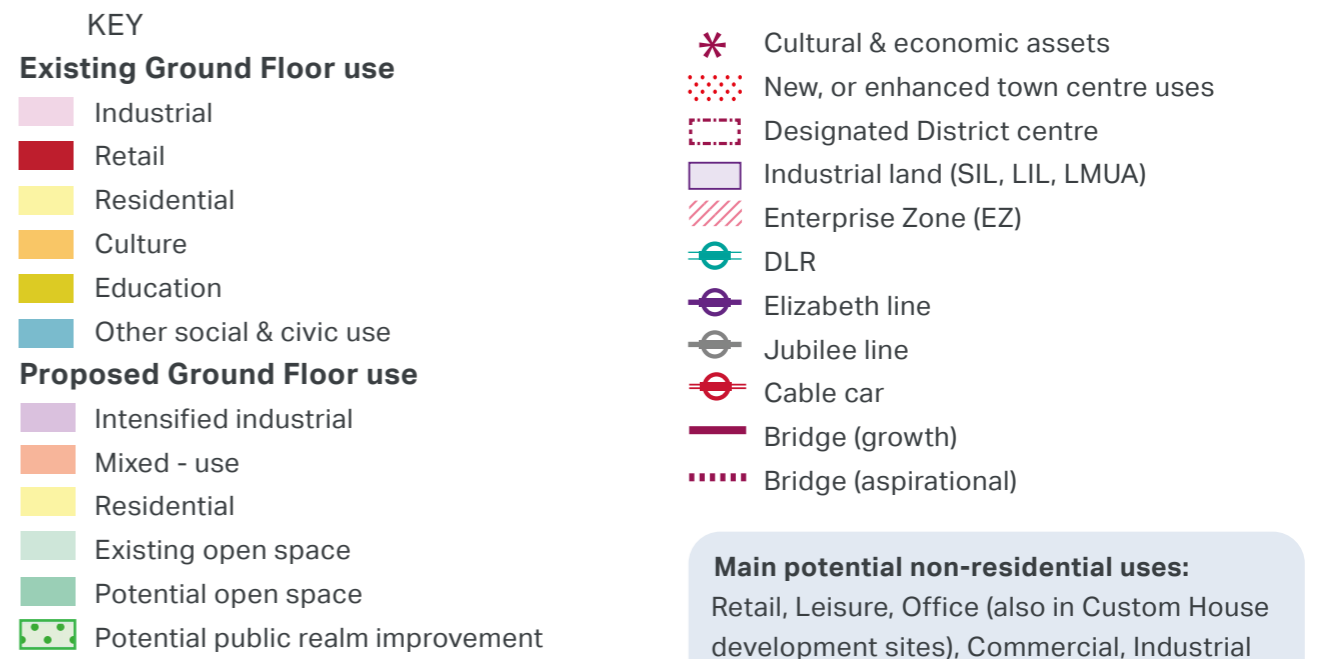 KEY
Existing Ground Floor use
Industrial
Retail
Residential
Culture
Education
Other social & civic use
Proposed Ground Floor use
Intensified industrial
Mixed - use
Residential
Existing open space
Potential open space
Potential public realm improvement
Cultural & economic assets
New, or enhanced town centre uses
Designated District centre
Industrial land (SIL, LIL, LMUA)
Enterprise Zone (EZ)
DLR
Elizabeth line
Jubilee line
Cable car
Bridge (growth)
Bridge (aspirational)
Main potential non-residential uses:
Retail, Leisure, Office (also in Custom House
development sites), Commercial, Industrial